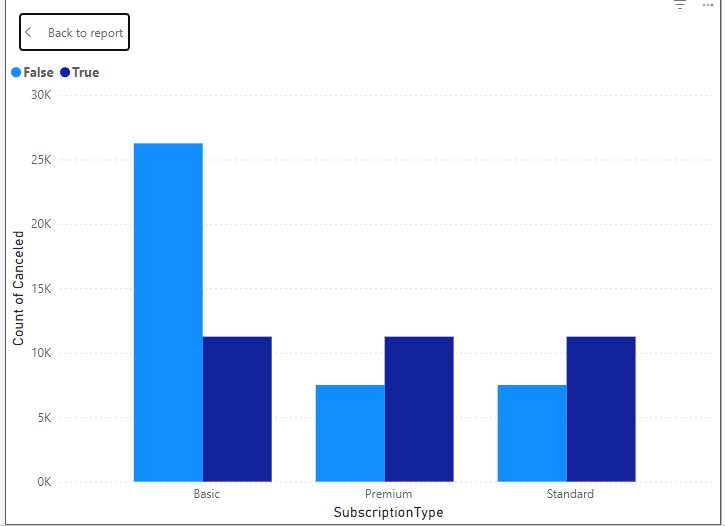 Back to report
False True
30K
25K
20K
15K
10K
5K
0K
Count of Canceled
Basic Premium Standard
SubscriptionType